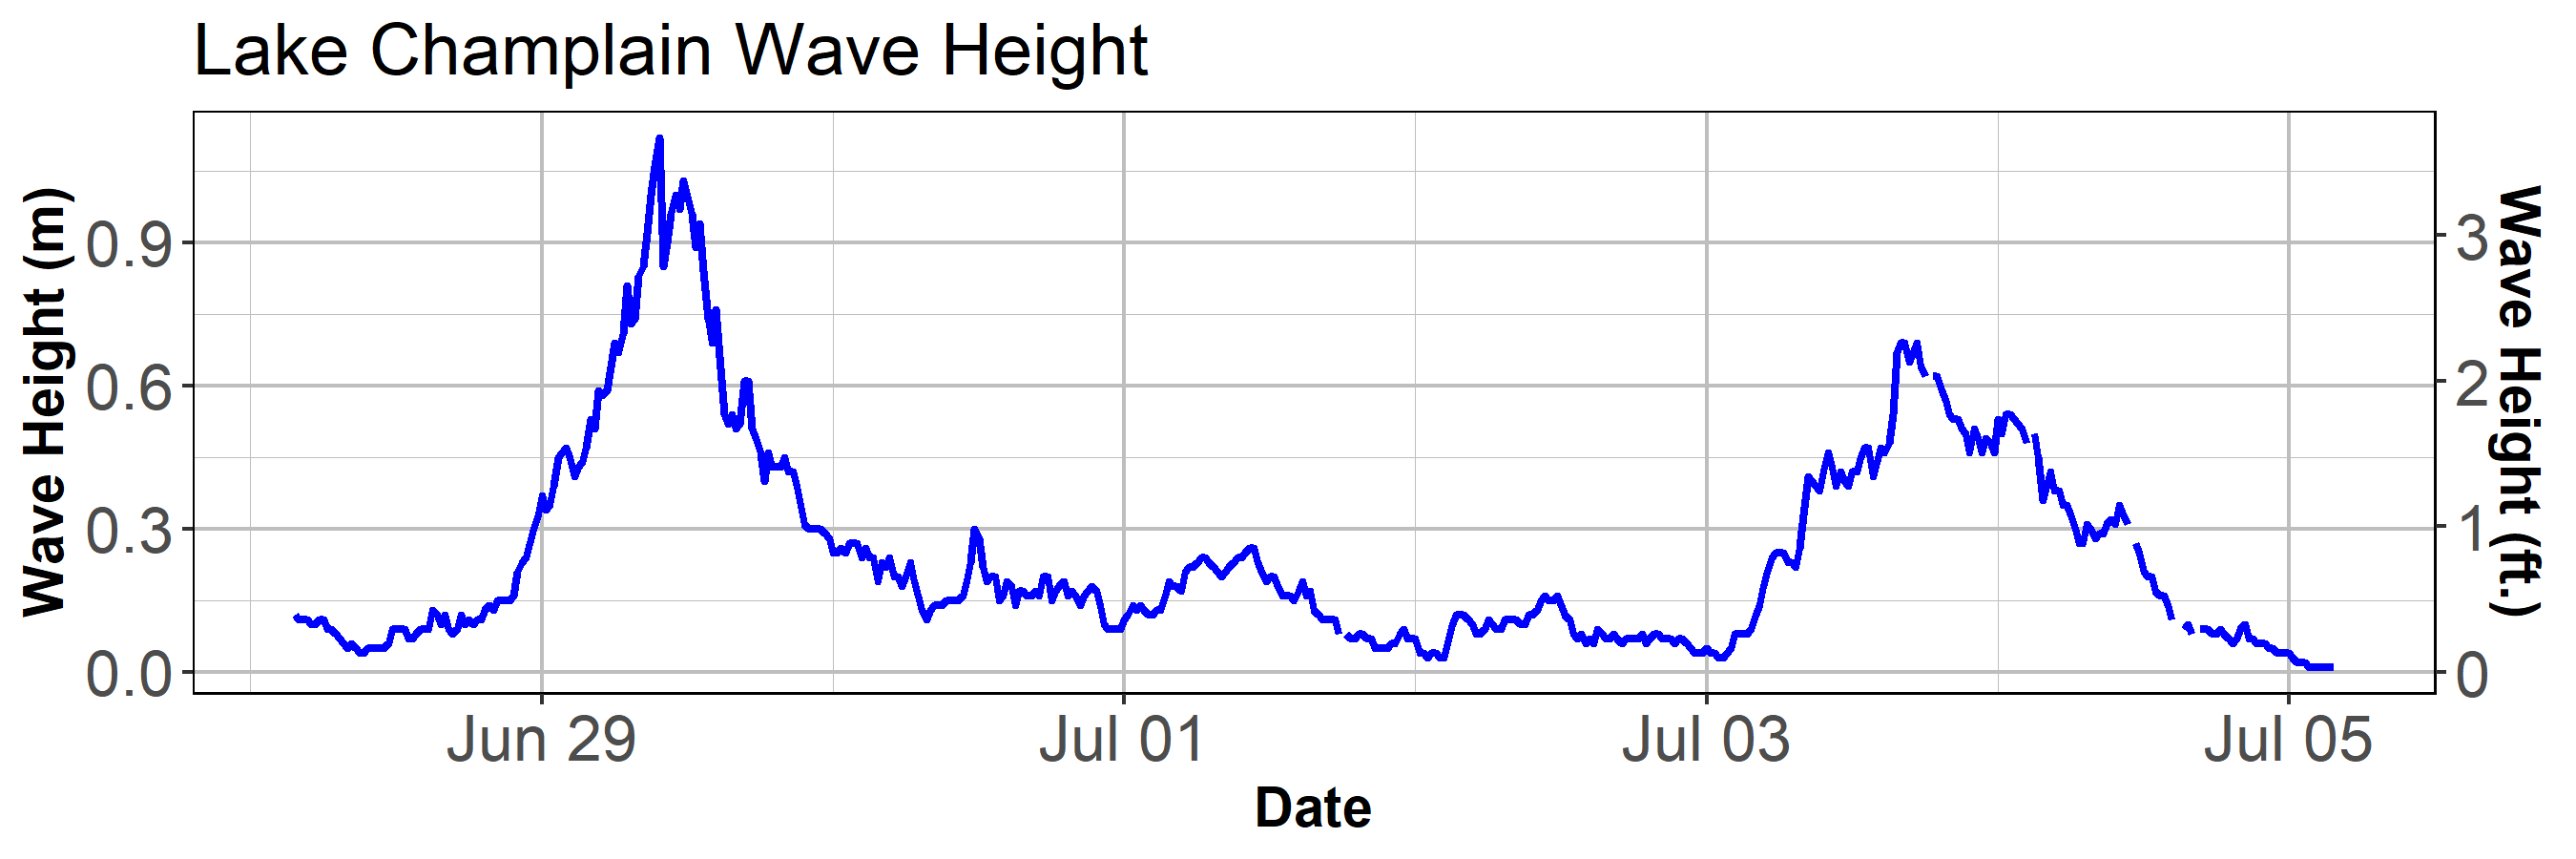 Lake Champlain Wave Height
Wave Height (m)
0.9
0.6
0.3
0.0
3
2
1
0
Wave Height (ft.)
Jun 29
Jul 01
Jul 03
Jul 05
Date